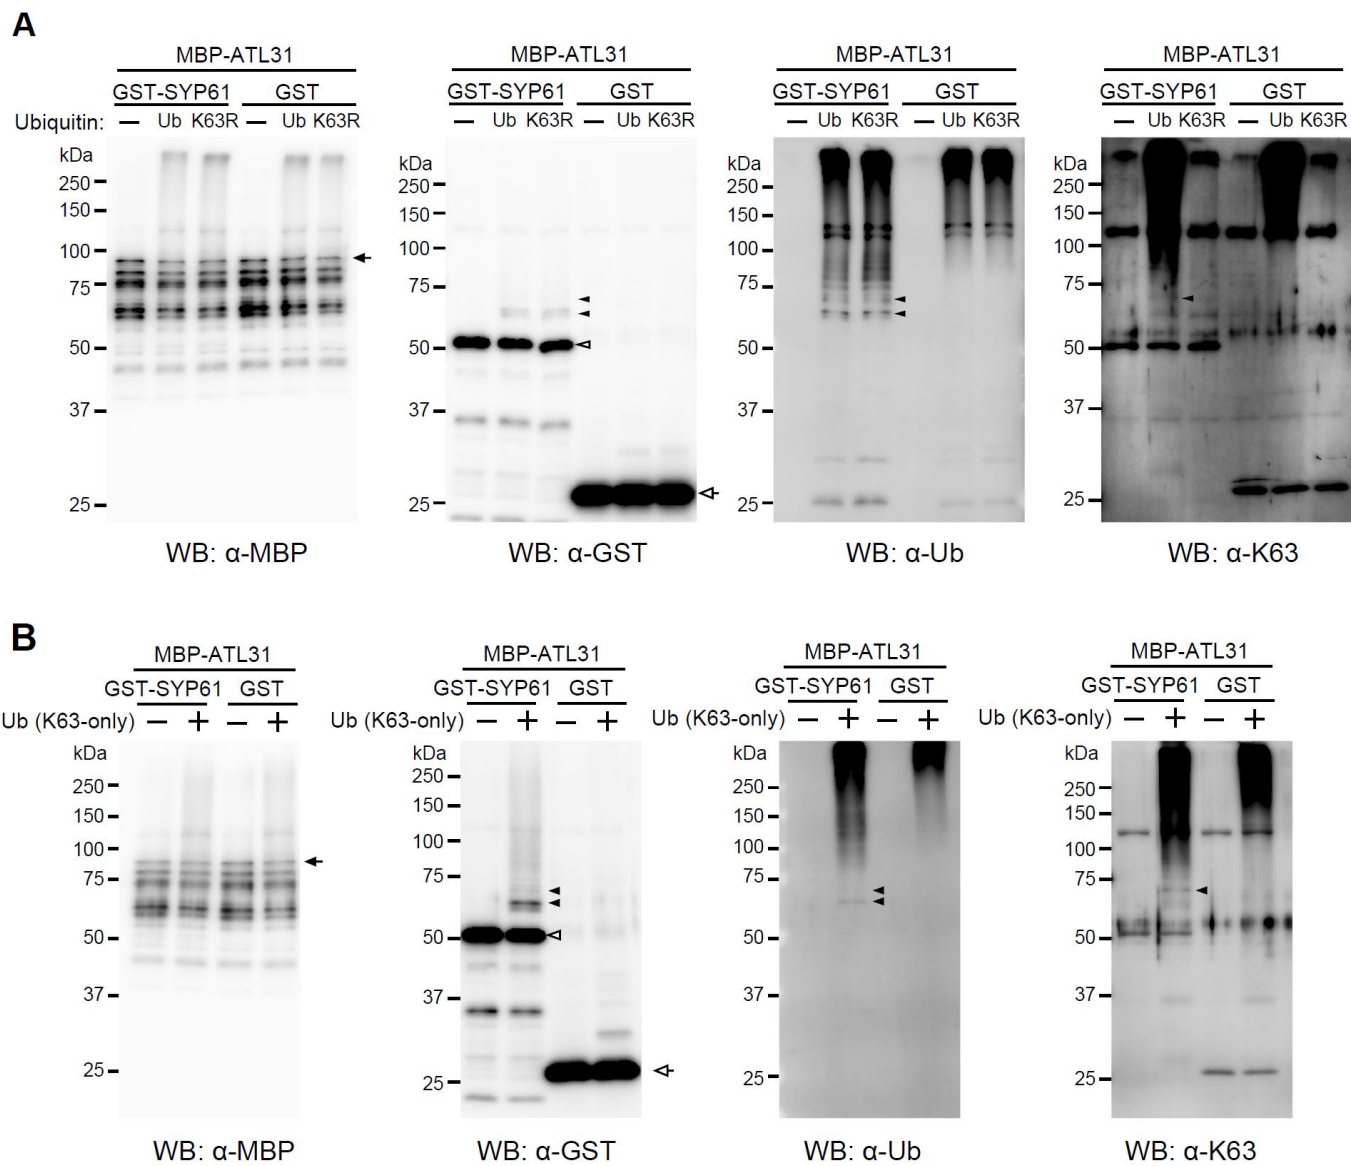 A
MBP-ATL31
GST-SYP61 GST
Ubiquitin: — Ub K63R — Ub K63R
kDa
250
150
100
75
50
37
25
WB: α-MBP
MBP-ATL31
GST-SYP61 GST
— Ub K63R — Ub K63R
kDa
250
150
100
75
50
37
25
WB: α-GST
MBP-ATL31
GST-SYP61 GST
— Ub K63R — Ub K63R
kDa
250
150
100
75
50
37
25
WB: α-Ub
MBP-ATL31
GST-SYP61 GST
— Ub K63R — Ub K63R
kDa
250
150
100
75
50
37
25
WB: α-K63
B
MBP-ATL31
GST-SYP61 GST
Ub (K63-only) — + — +
kDa
250
150
100
75
50
37
25
WB: α-MBP
MBP-ATL31
GST-SYP61 GST
Ub (K63-only) — + — +
kDa
250
150
100
75
50
37
25
WB: α-GST
MBP-ATL31
GST-SYP61 GST
Ub (K63-only) — + — +
kDa
250
150
100
75
50
37
25
WB: α-Ub
MBP-ATL31
GST-SYP61 GST
Ub (K63-only) — + — +
kDa
250
150
100
75
50
37
25
WB: α-K63